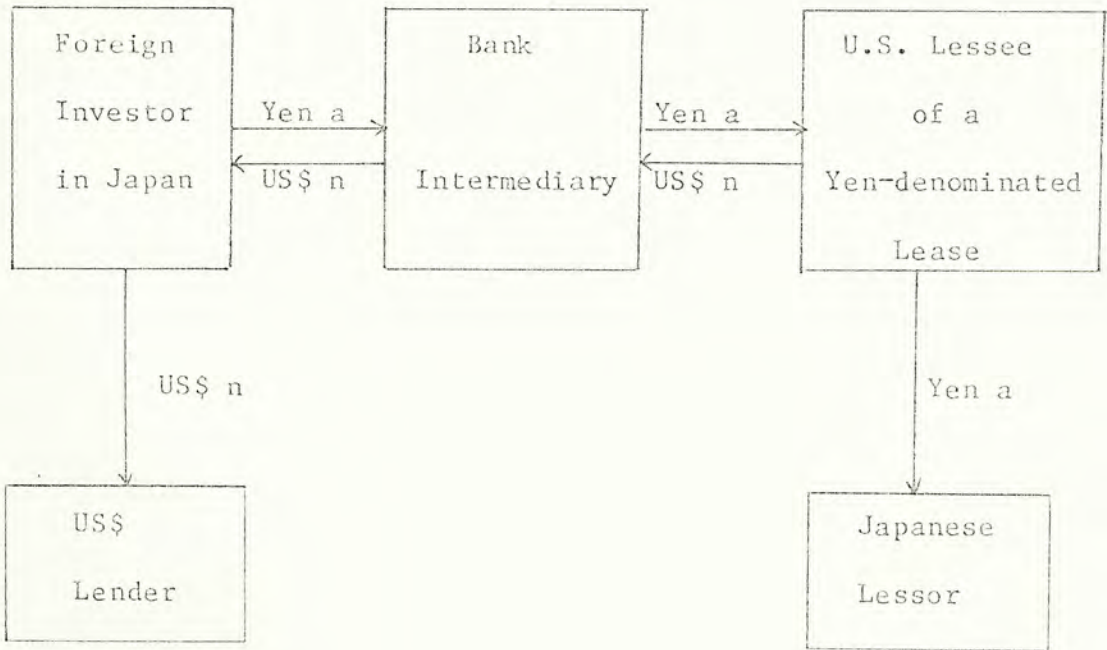 Foreign
Investor
in Japan
Yen a
US$ n
Bank
Intermediary
Yen a
US$ n
U.S. Lessee
of a
Yen-denominated
Lease
US$ n
Yen a
US$
Lender
Japanese
Lessor